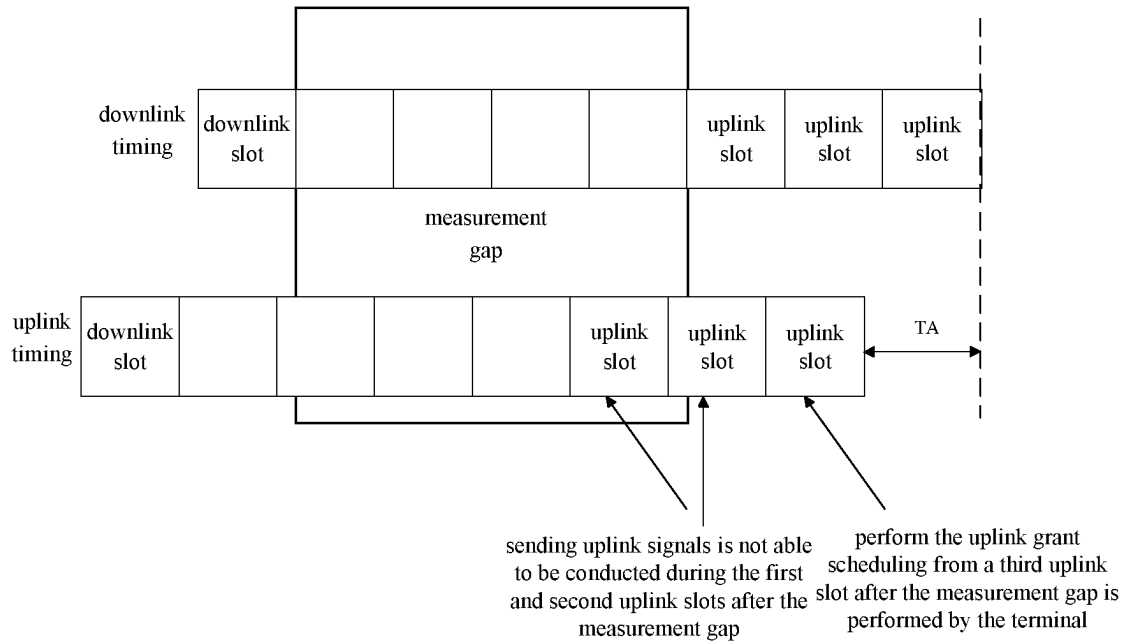 downlink
timing
downlink
slot
uplink
slot
uplink
slot
uplink
slot
measurement
gap
uplink
timing
downlink
slot
uplink
slot
uplink
slot
uplink
slot
TA
sending uplink signals is not able
to be conducted during the first
and second uplink slots after the
measurement gap
perform the uplink grant
scheduling from a third uplink
slot after the measurement gap is
performed by the terminal